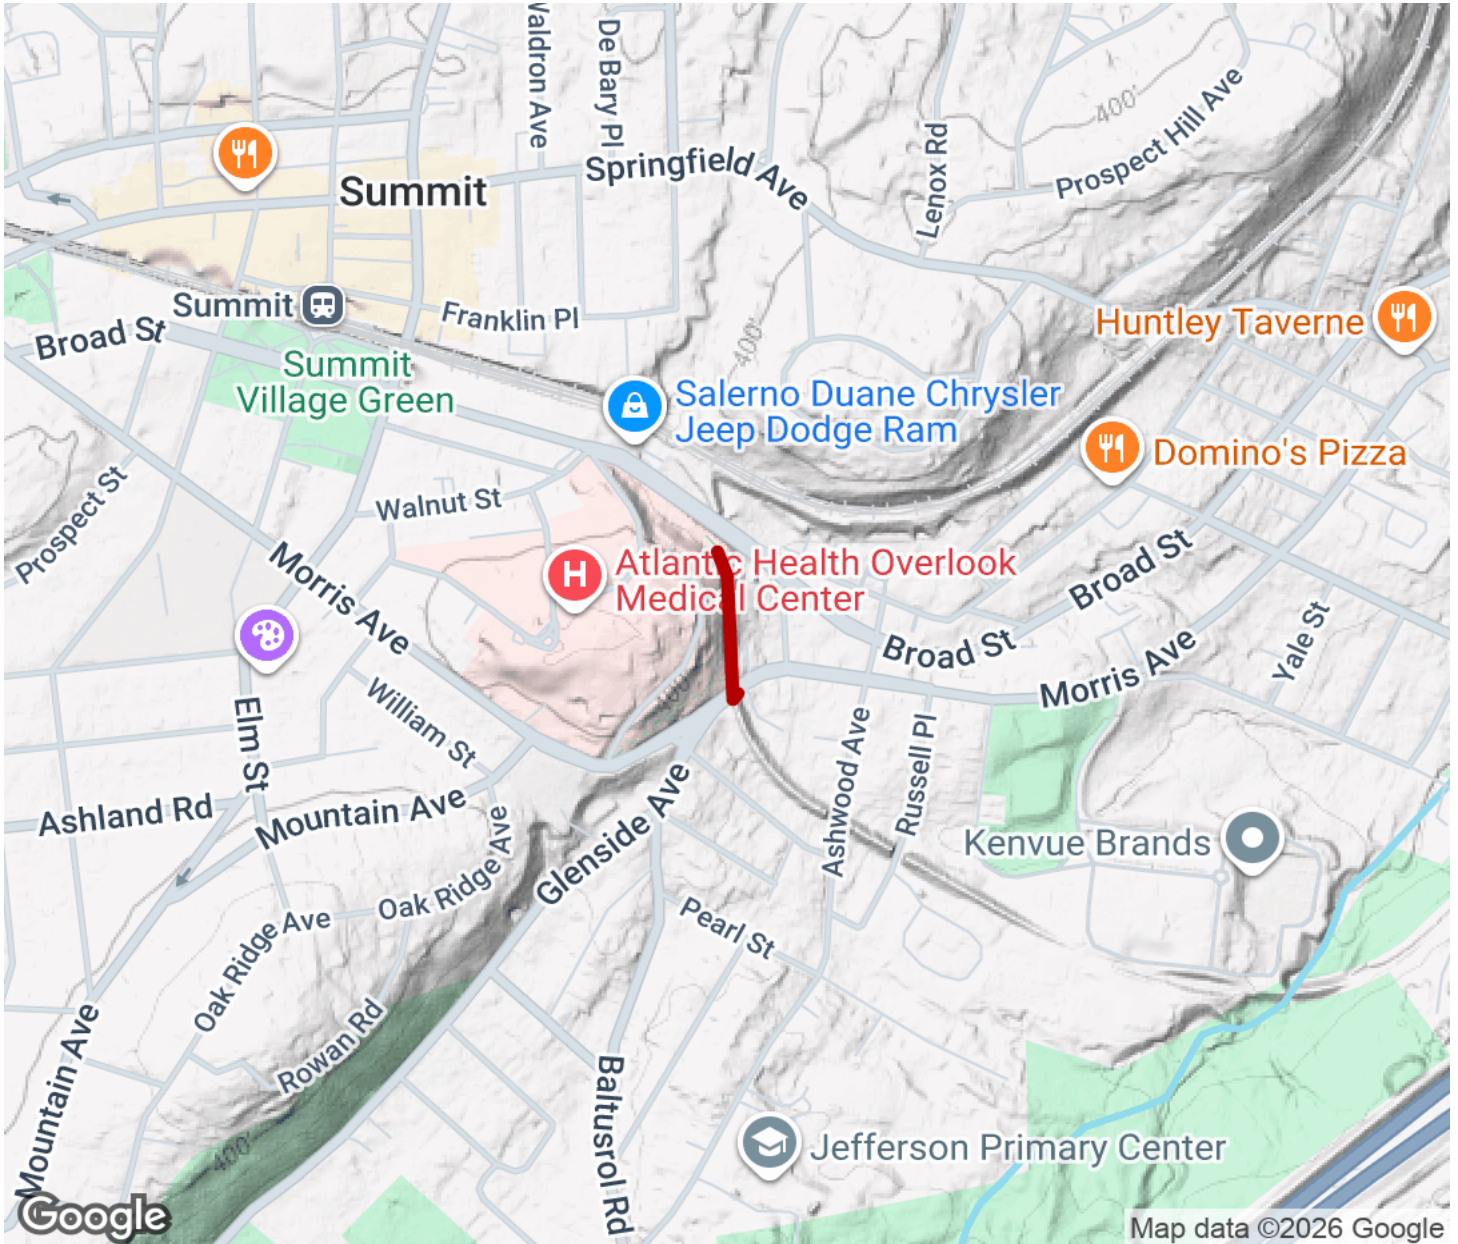 Waldron Ave
De Bary Pl
Springfield Ave
Lenox Rd
400'
Prospect Hill Ave
Summit
Summit
Franklin Pl
Broad St
Summit
Village Green
400'
Huntley Taverne
Salerno Duane Chrysler
Jeep Dodge Ram
Domino's Pizza
Prospect St
Walnut St
H
Atlantic Health Overlook
Medical Center
Morris Ave
Broad St
Broad St
Yale St
Morris Ave
400'
William St
Elm St
Ashwood Ave
Russell Pl
Ashland Rd
Mountain Ave
Glenside Ave
Kenvue Brands
Oak Ridge Ave
Oak Ridge Ave
Pearl St
Rowan Rd
Mountain Ave
Baltusrol Rd
400'
Jefferson Primary Center
Google
Map data ©2026 Google